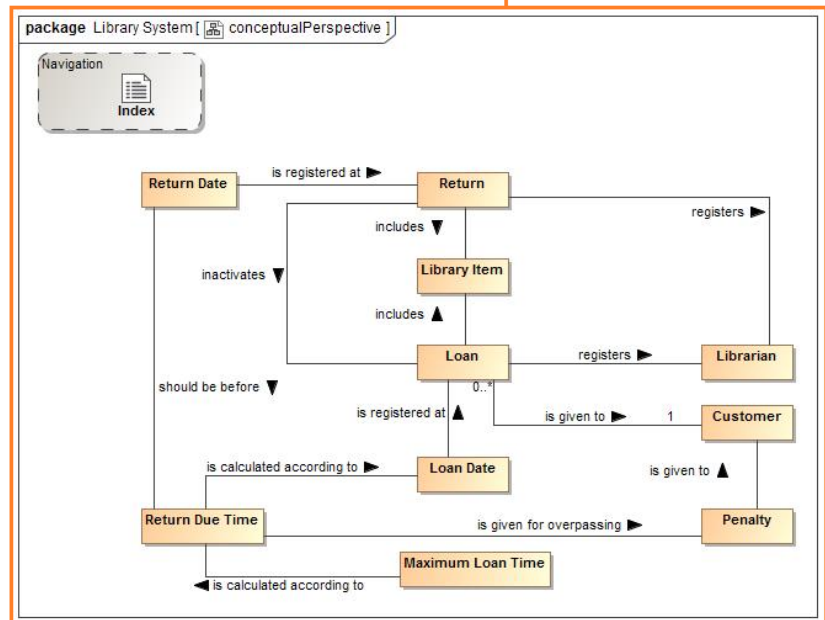 package Library System [ conceptualPerspective ]
Navigation
Index
is registered at
Return Date
Return
registers
includes
Library Item
inactivates
includes
Loan
registers
Librarian
should be before
0..*
is registered at
is given to
1
Customer
is calculated according to
Loan Date
is given to
Return Due Time
is given for overpassing
Penalty
Maximum Loan Time
is calculated according to